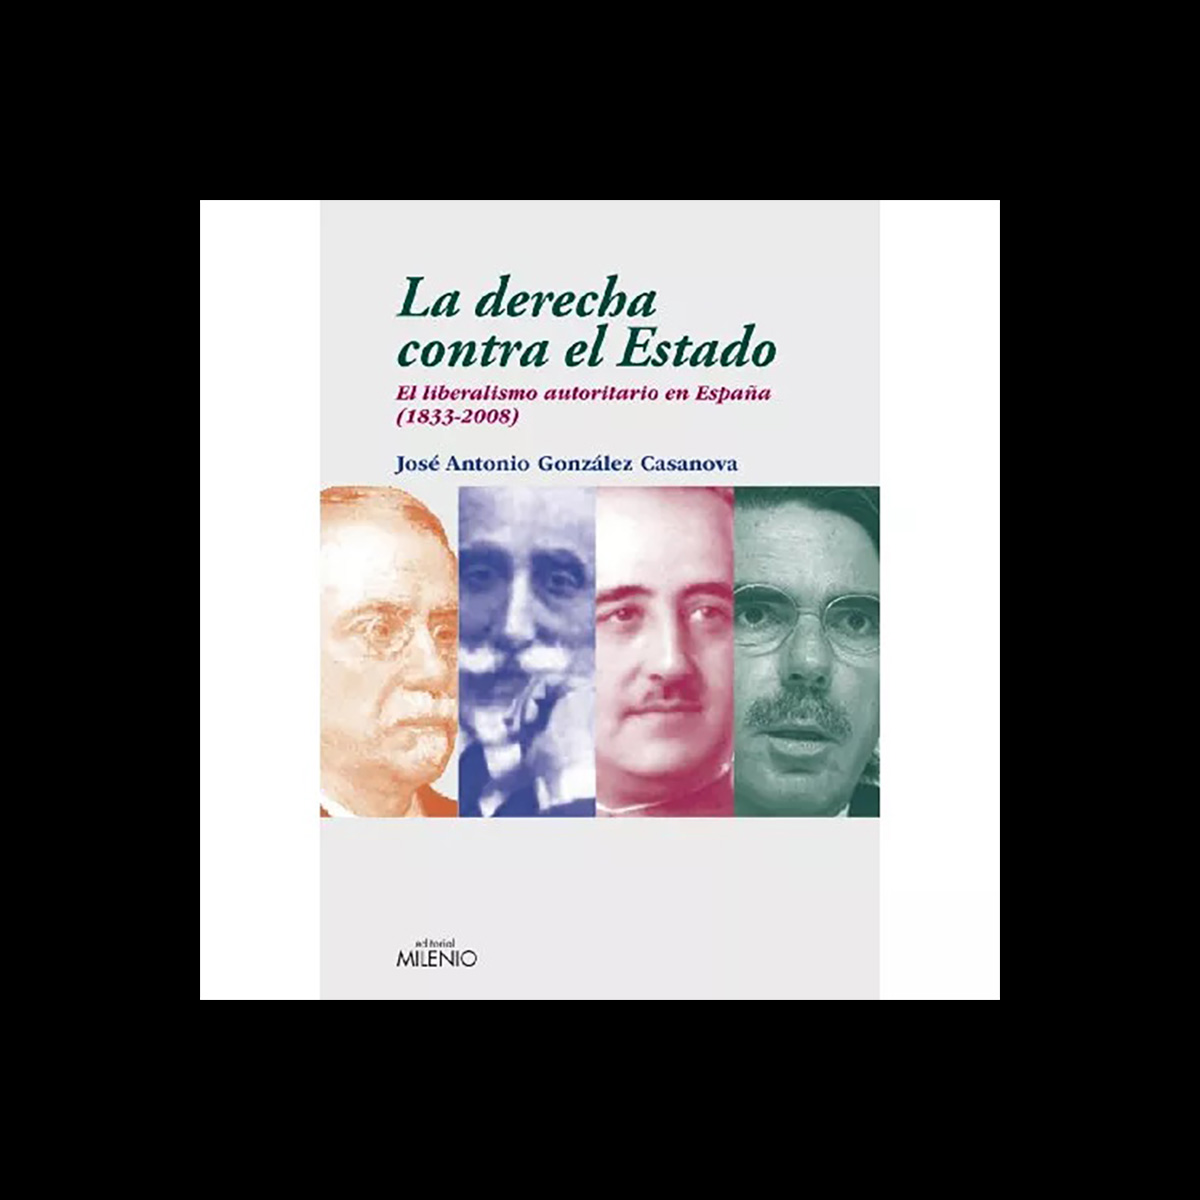 La derecha
contra el Estado
El liberalismo autoritario en España
(1833-2008)
José Antonio González Casanova
editorial
MILENIO